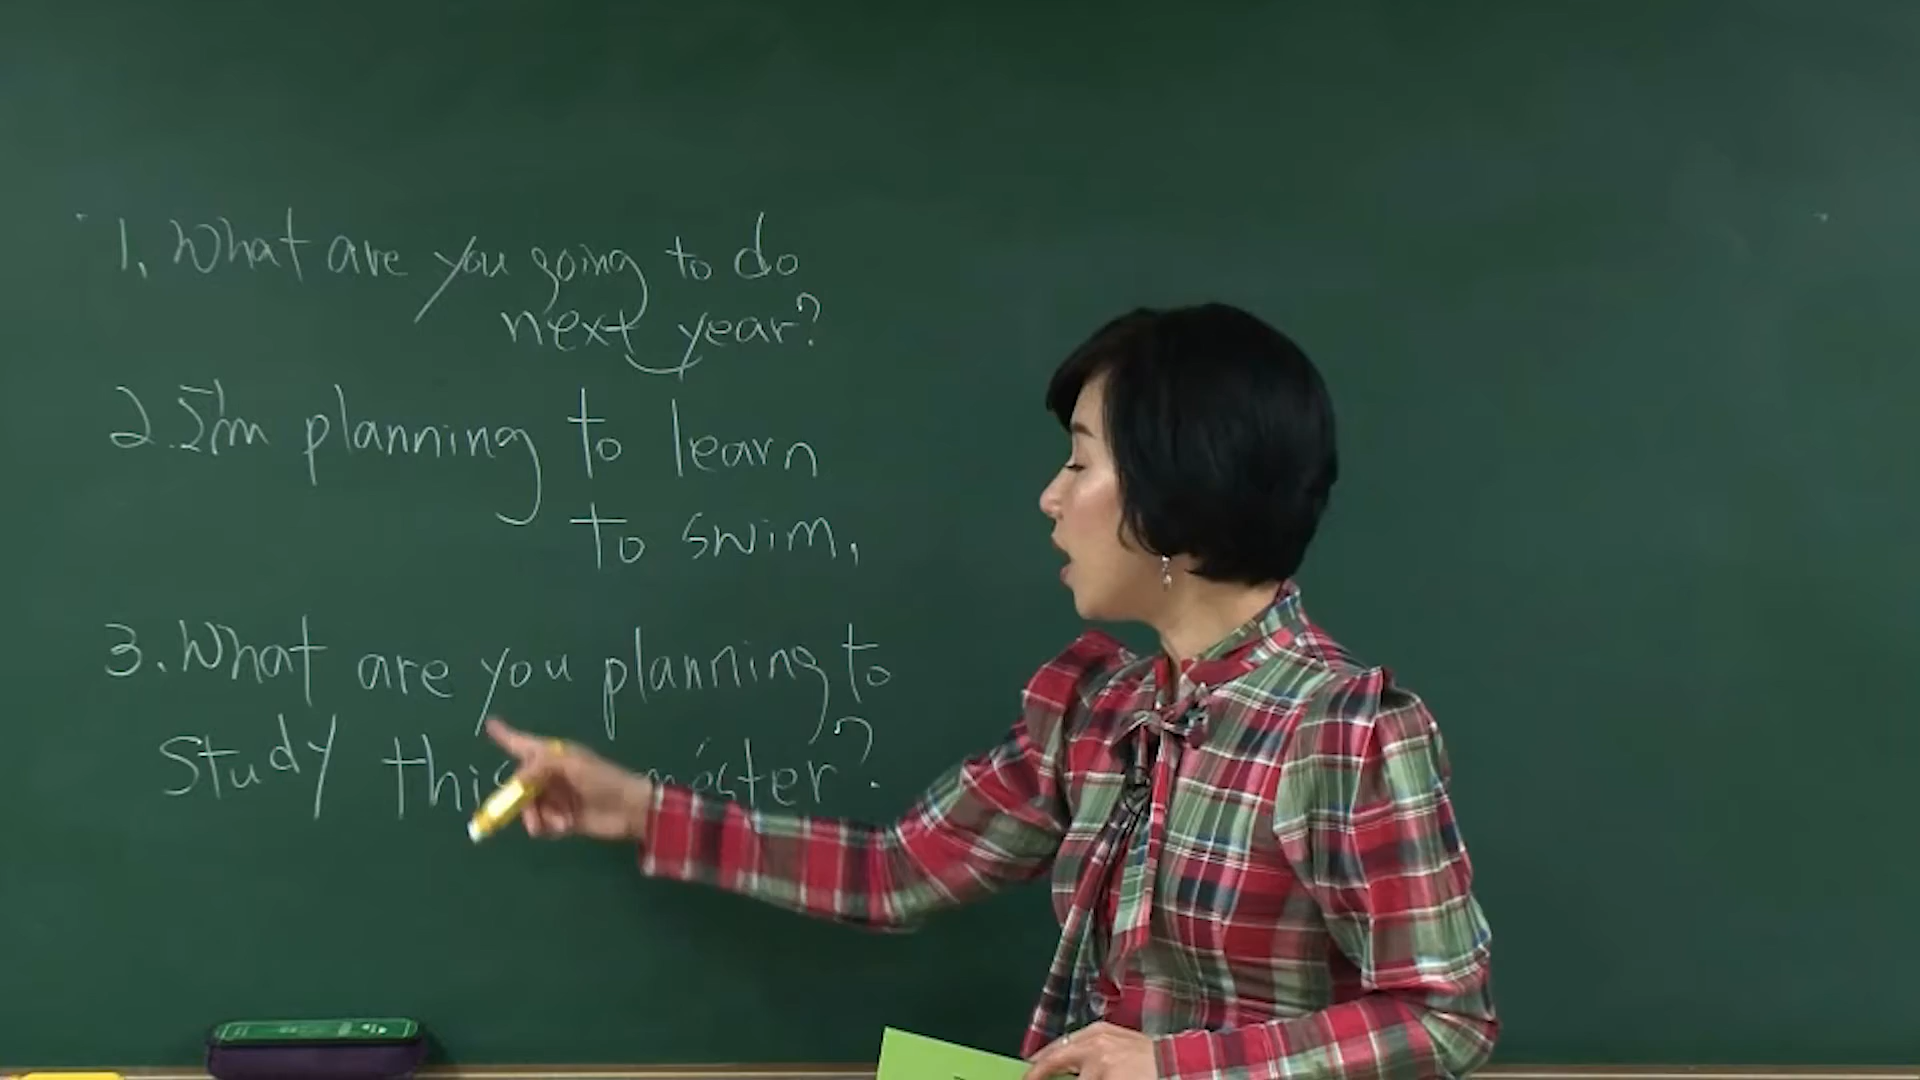 1. What are you going to do
next year?
2. I'm planning to learn
to swim.
3. What are you planning to
study this